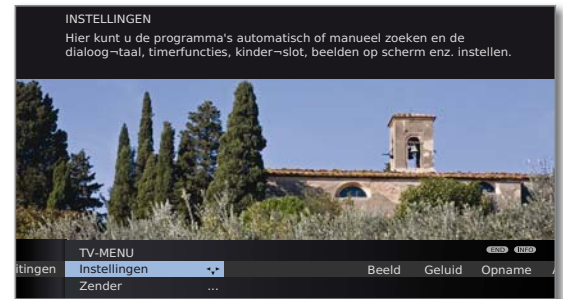 INSTELLINGEN
Hier kunt u de programma's automatisch of manueel zoeken en de
dialoog¬taal, timerfuncties, kinder¬slot, beelden op scherm enz. instellen.
TV-MENU
END INFO
itingen Instellingen Beeld Geluid Opname
Zender ...